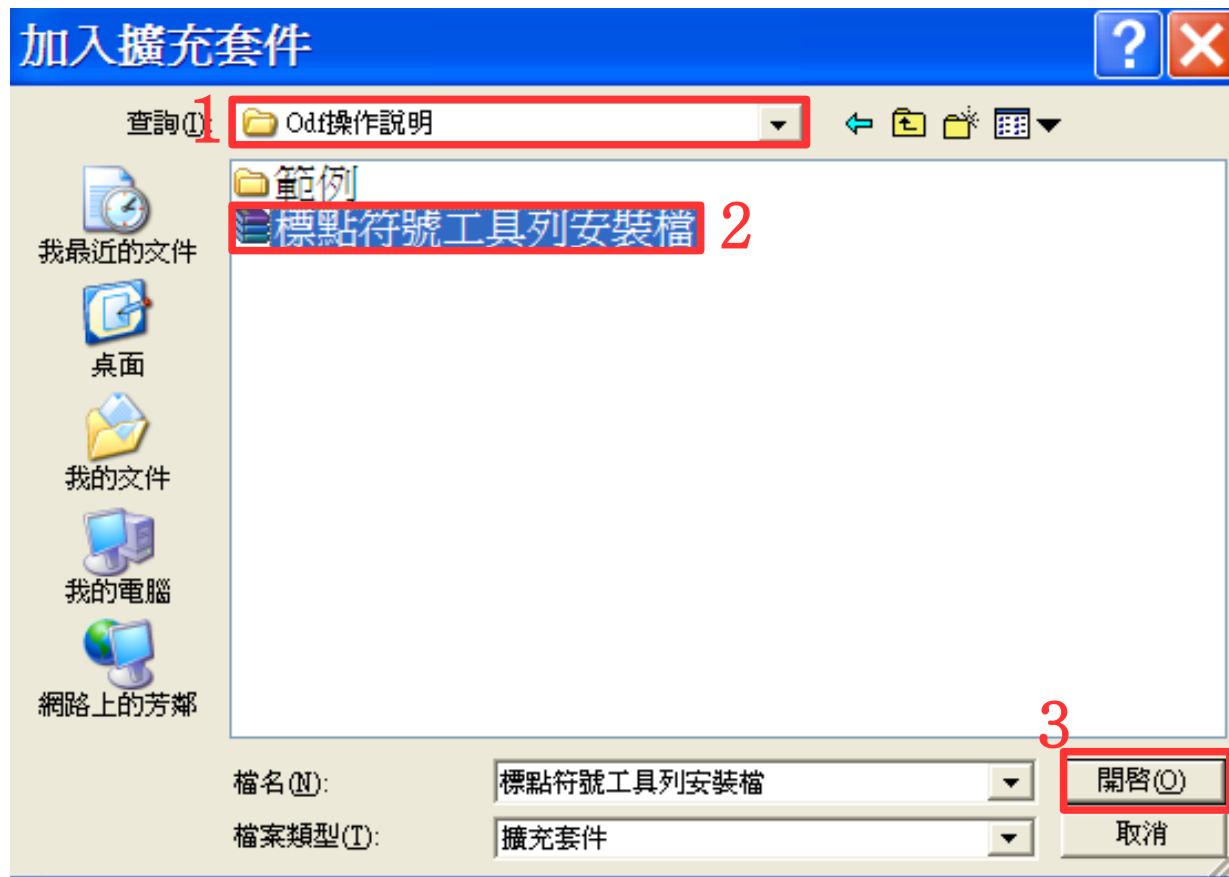 加入擴充套件
查詢(I): 1 Odf操作說明
範例
標點符號工具列安裝檔 2
我最近的文件
桌面
我的文件
我的電腦
網路上的芳鄰
3
檔名(N): 標點符號工具列安裝檔 開啓(O)
檔案類型(T): 擴充套件 取消